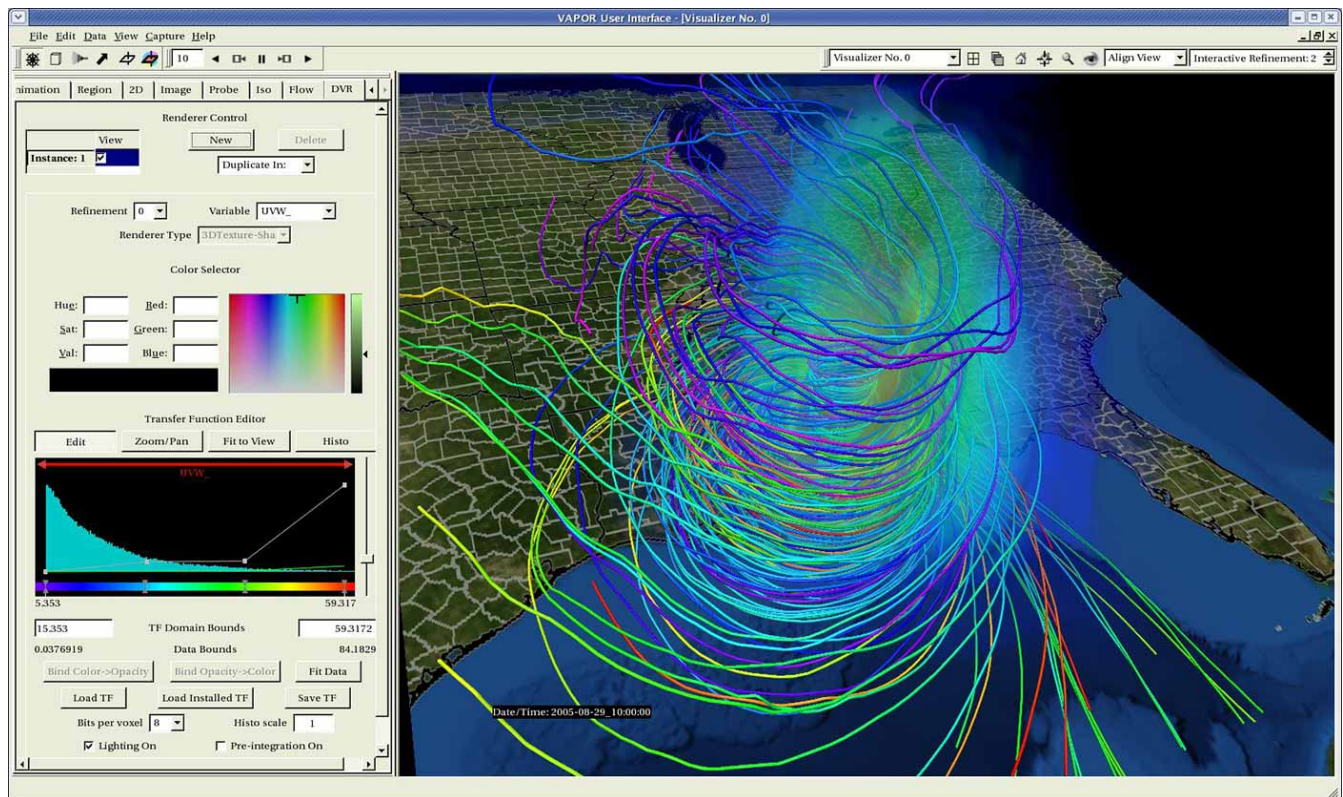 VAPOR User Interface - [Visualizer No. 0]
File Edit Data View Capture Help
10
Visualizer No. 0
Align View
Interactive Refinement: 2
nimation Region 2D Image Probe Iso Flow DVR
Renderer Control
View
New
Delete
Instance: 1
Duplicate In:
Refinement 0 Variable UVW_
Renderer Type 3DTexture-Sha
Color Selector
Hue: Red:
Sat: Green:
Val: Blue:
Transfer Function Editor
Edit Zoom/Pan Fit to View Histo
UVW_
5.353 59.317
15.353 TF Domain Bounds 59.3172
0.0376919 Data Bounds 84.1829
Bind Color->Opacity Bind Opacity->Color Fit Data
Load TF Load Installed TF Save TF
Bits per voxel 8 Histo scale 1
Lighting On Pre-integration On
Date/Time: 2005-08-29_10:00:00